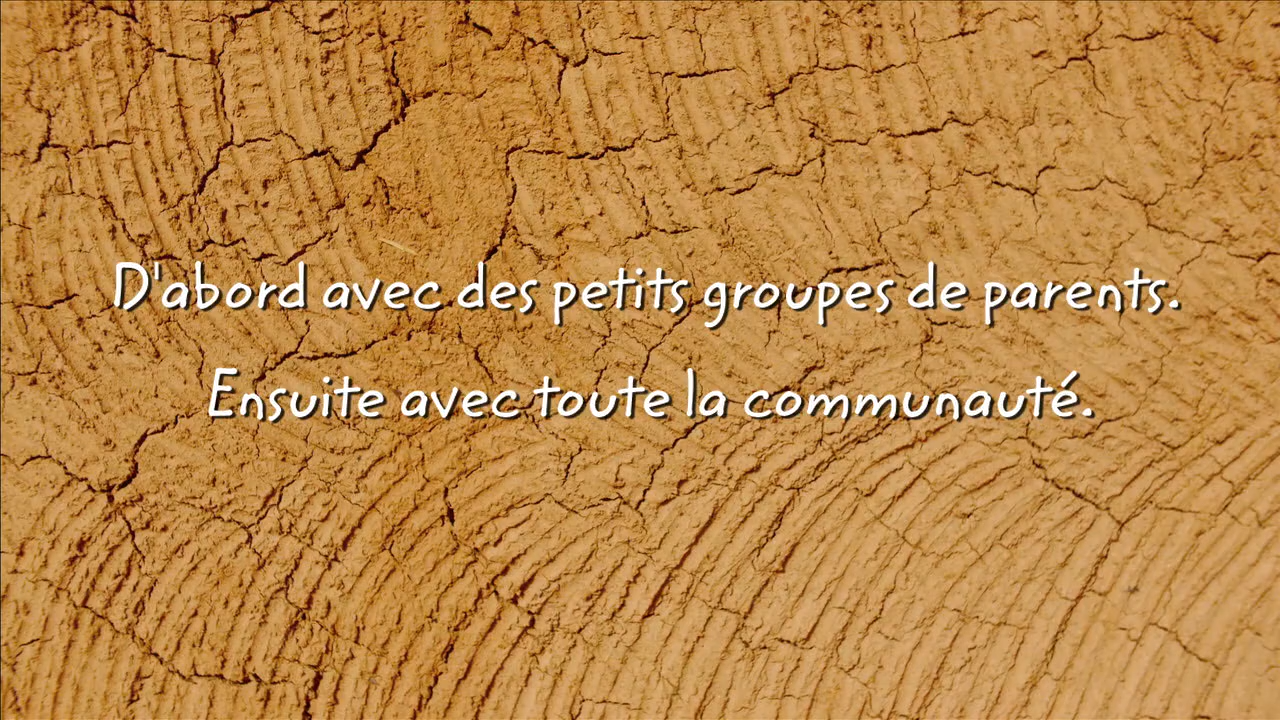 D'abord avec des petits groupes de parents.
Ensuite avec toute la communauté.